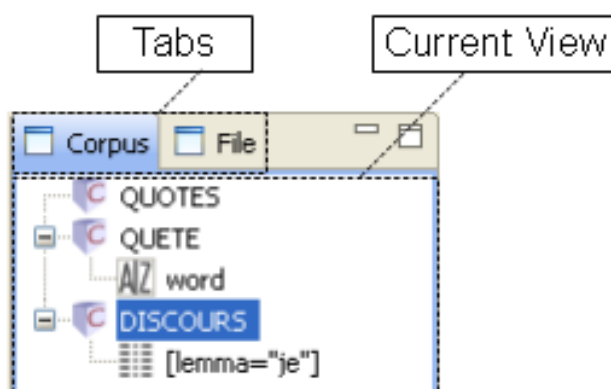 Tabs
Current View
Corpus
File
C QUOTES
C QUETE
A|Z word
C DISCOURS
[lemma="je"]